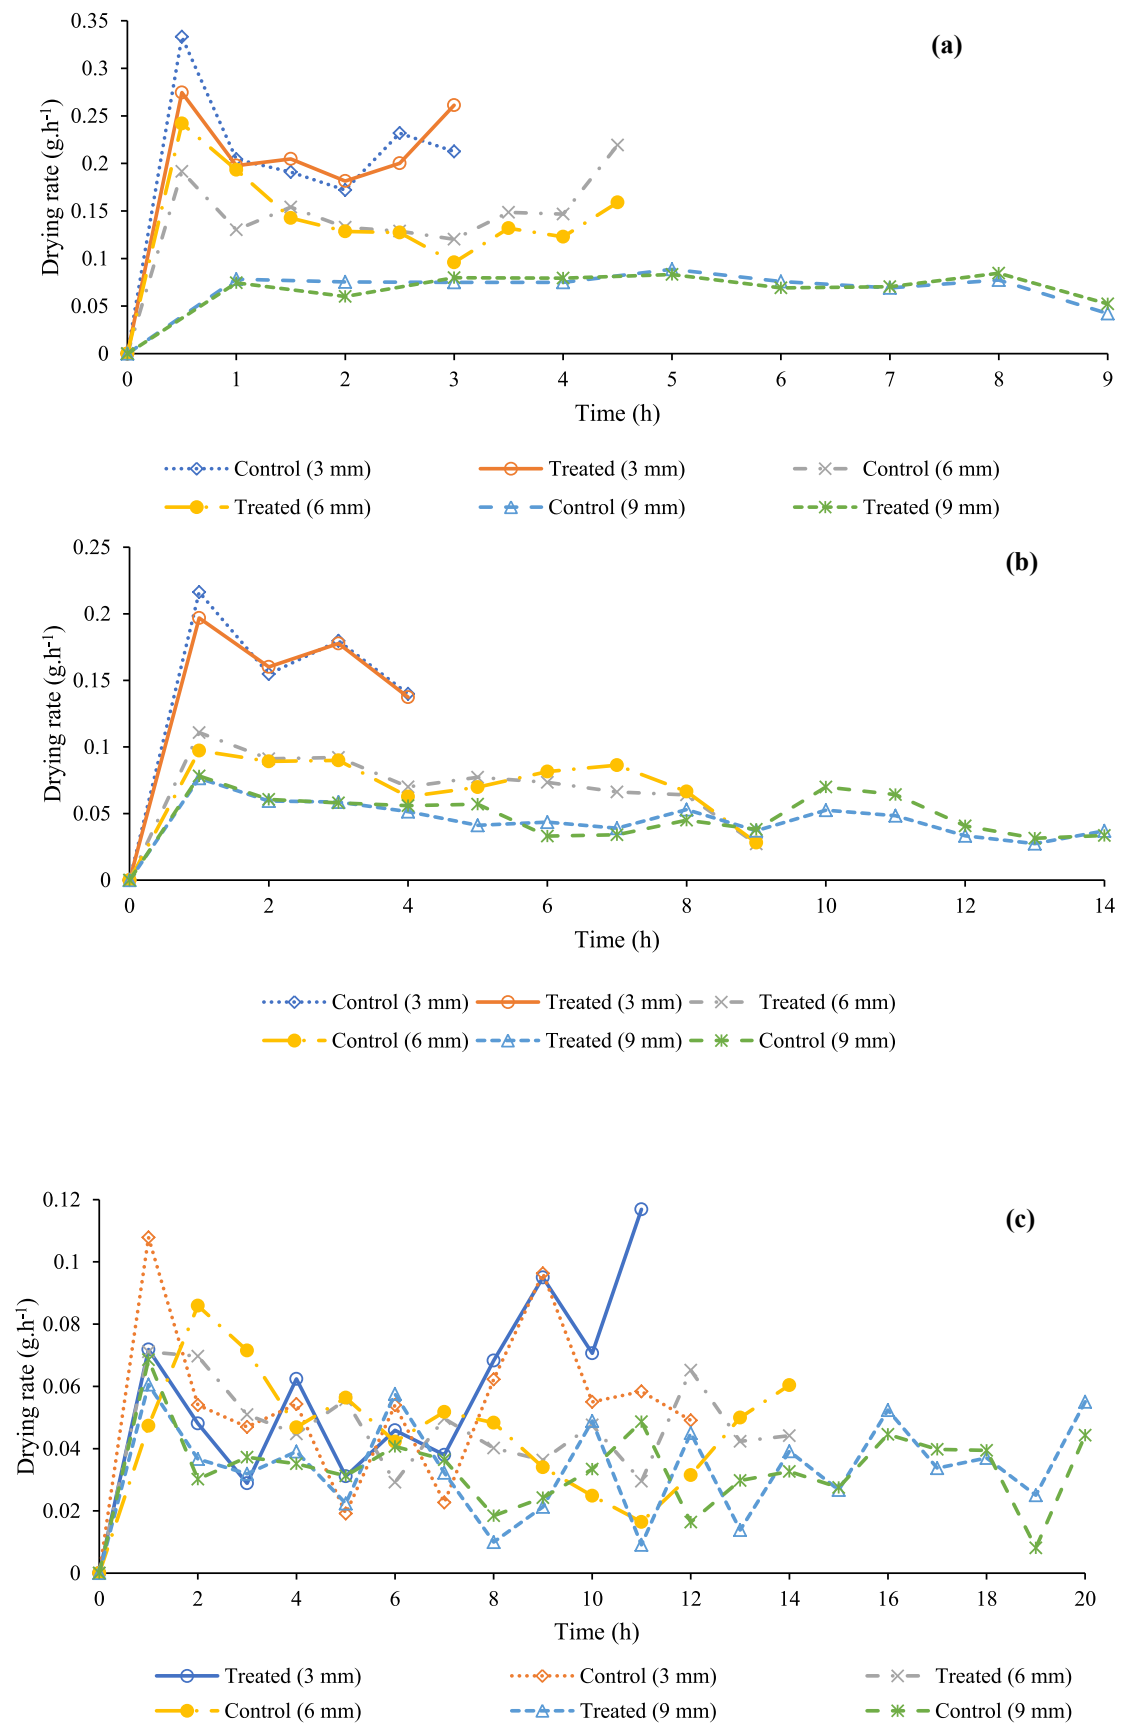 (a)
Drying rate (g.h-1)
0.35
0.3
0.25
0.2
0.15
0.1
0.05
0
0 1 2 3 4 5 6 7 8 9
Time (h)
Control (3 mm) Treated (3 mm) Control (6 mm)
Treated (6 mm) Control (9 mm) Treated (9 mm)
(b)
Drying rate (g.h-1)
0.25
0.2
0.15
0.1
0.05
0
0 2 4 6 8 10 12 14
Time (h)
Control (3 mm) Treated (3 mm) Treated (6 mm)
Control (6 mm) Treated (9 mm) Control (9 mm)
(c)
Drying rate (g.h-1)
0.12
0.1
0.08
0.06
0.04
0.02
0
0 2 4 6 8 10 12 14 16 18 20
Time (h)
Treated (3 mm) Control (3 mm) Treated (6 mm)
Control (6 mm) Treated (9 mm) Control (9 mm)